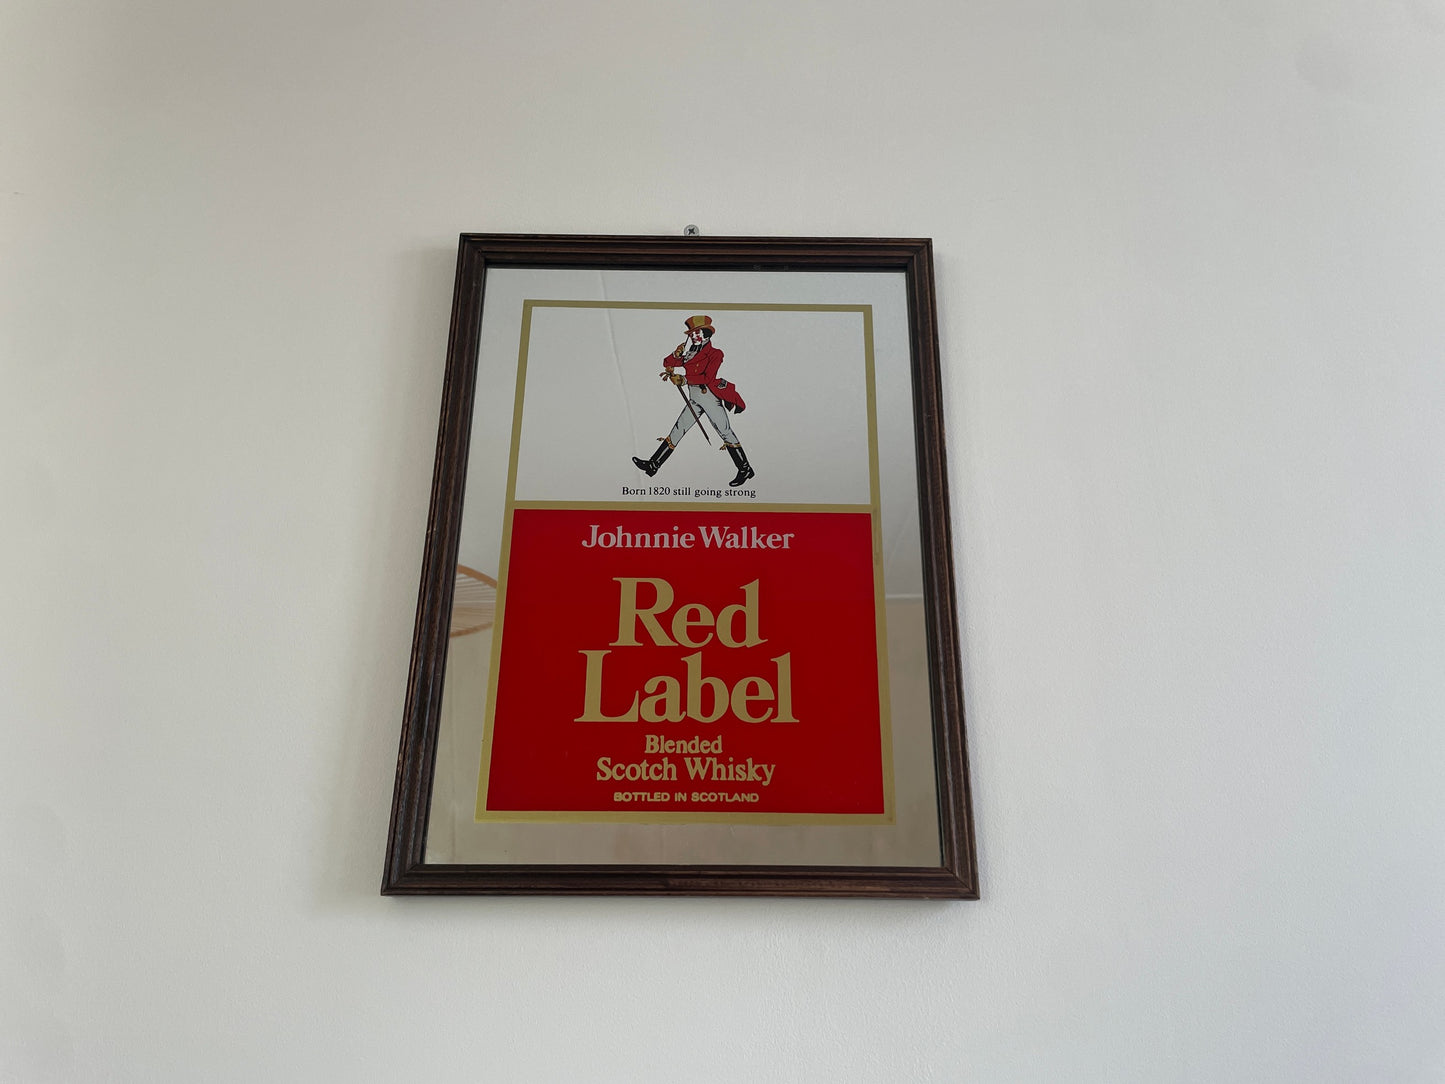 Born 1820 still going strong
Johnnie Walker
Red
Label
Blended
Scotch Whisky
BOTTLED IN SCOTLAND